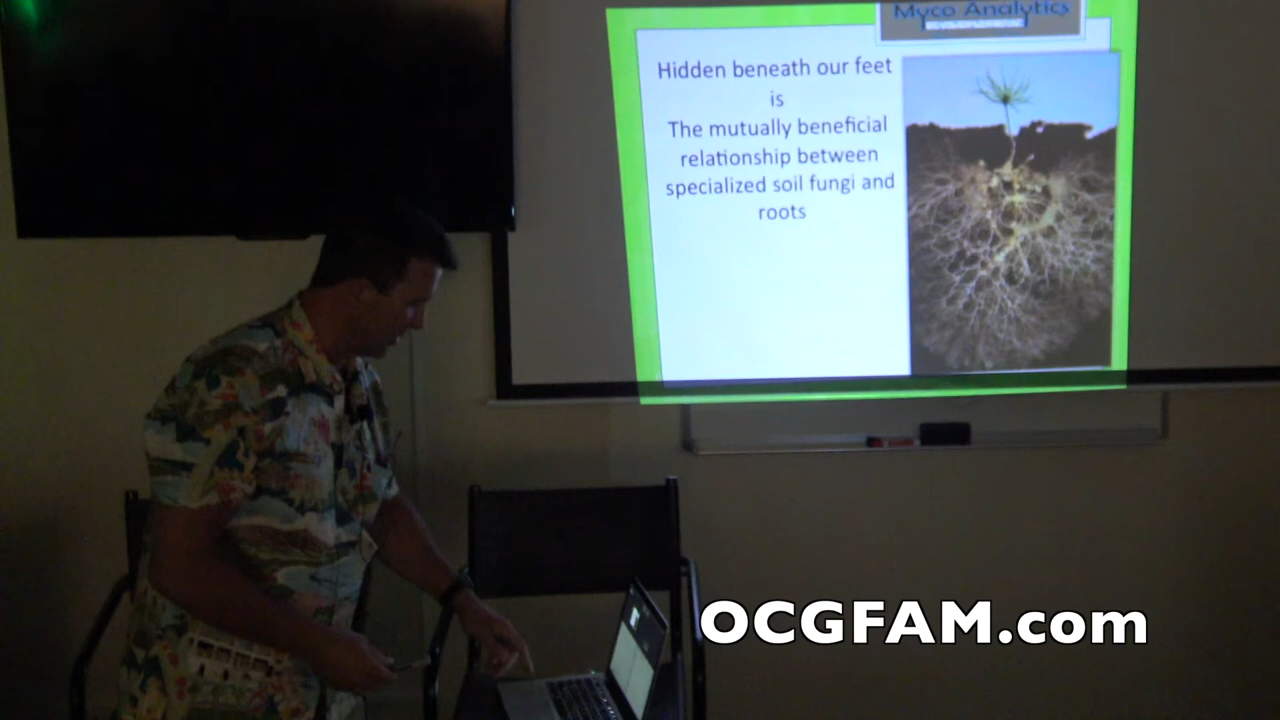 Myco Analytics
Hidden beneath our feet
is
The mutually beneficial
relationship between
specialized soil fungi and
roots
OCGFAM.com